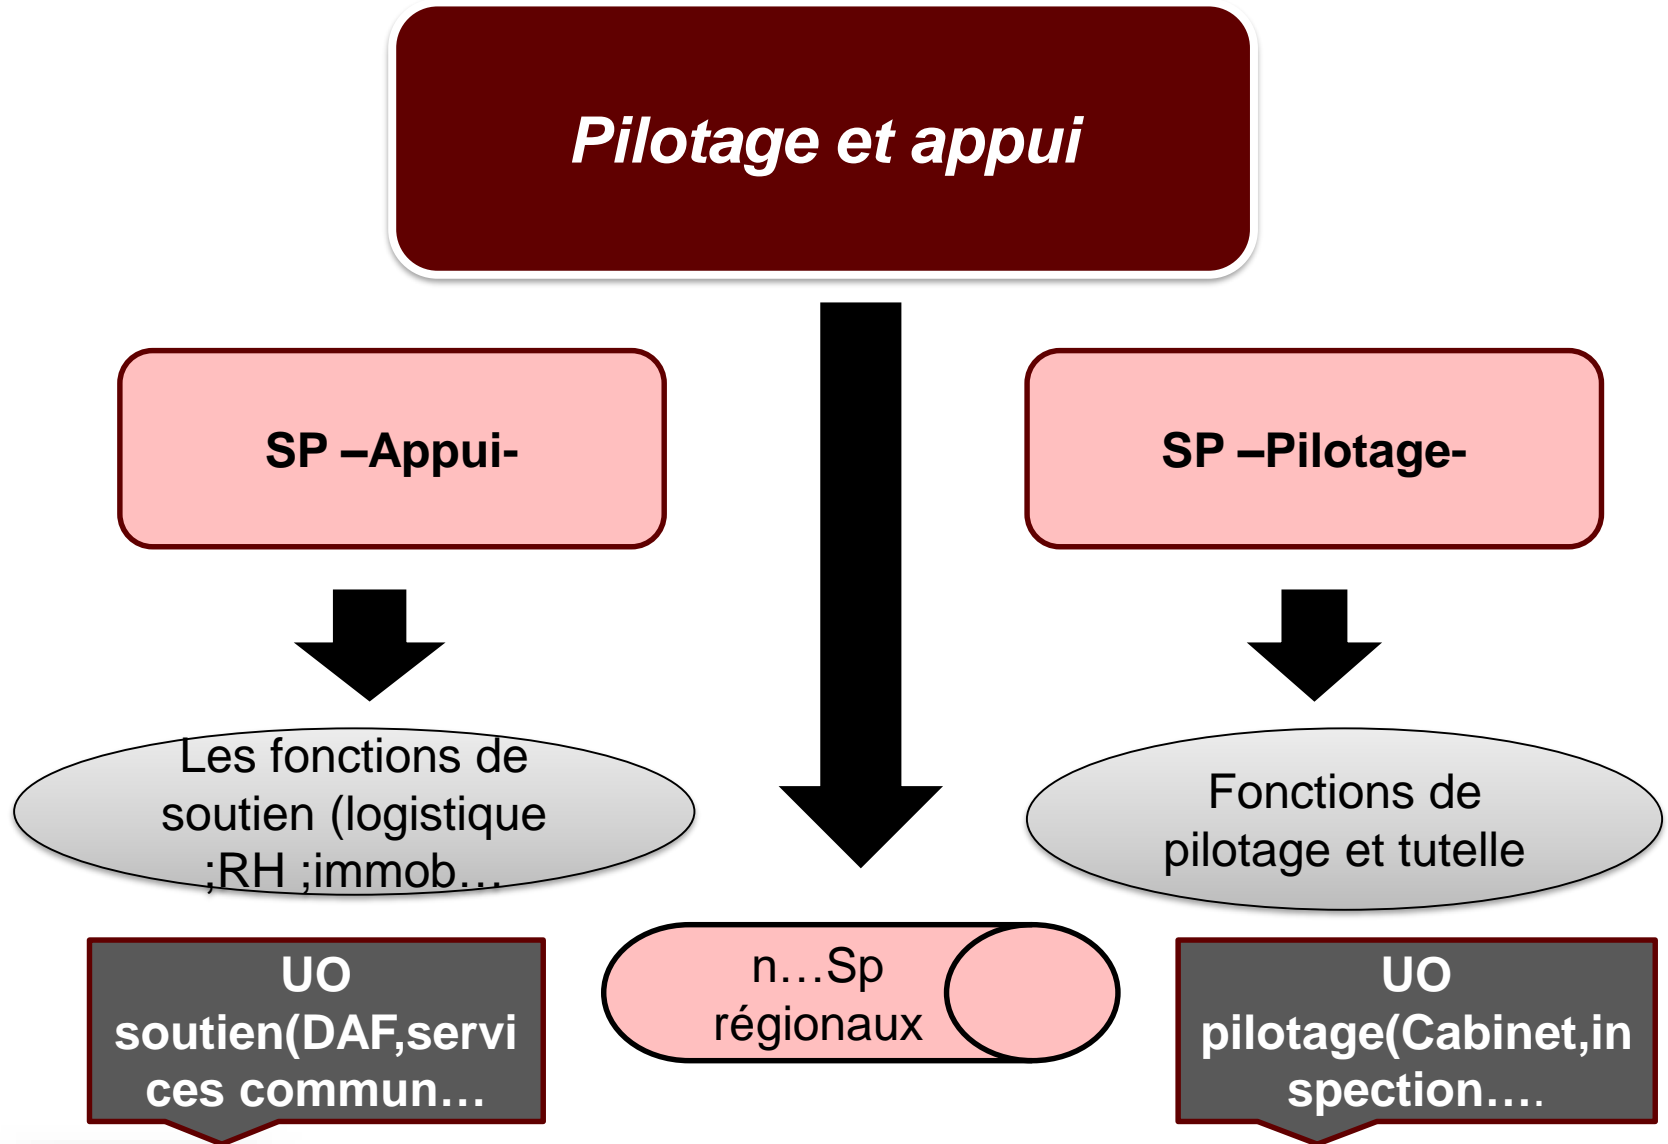 Pilotage et appui
SP –Appui-
SP –Pilotage-
Les fonctions de
soutien (logistique
;RH ;immob…
Fonctions de
pilotage et tutelle
n…Sp
régionaux
UO
soutien(DAF,servi
ces commun…
UO
pilotage(Cabinet,in
spection….